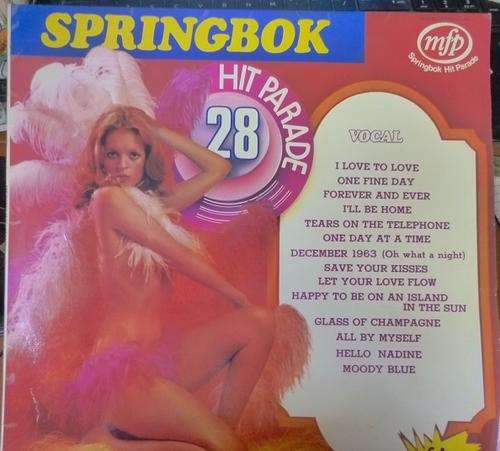 SPRINGBOK
HIT PARADE
28
mfp
Springbok Hit Parade
VOCAL
I LOVE TO LOVE
ONE FINE DAY
FOREVER AND EVER
I'LL BE HOME
TEARS ON THE TELEPHONE
ONE DAY AT A TIME
DECEMBER 1963 (Oh what a night)
SAVE YOUR KISSES
LET YOUR LOVE FLOW
HAPPY TO BE ON AN ISLAND
IN THE SUN
GLASS OF CHAMPAGNE
ALL BY MYSELF
HELLO NADINE
MOODY BLUE